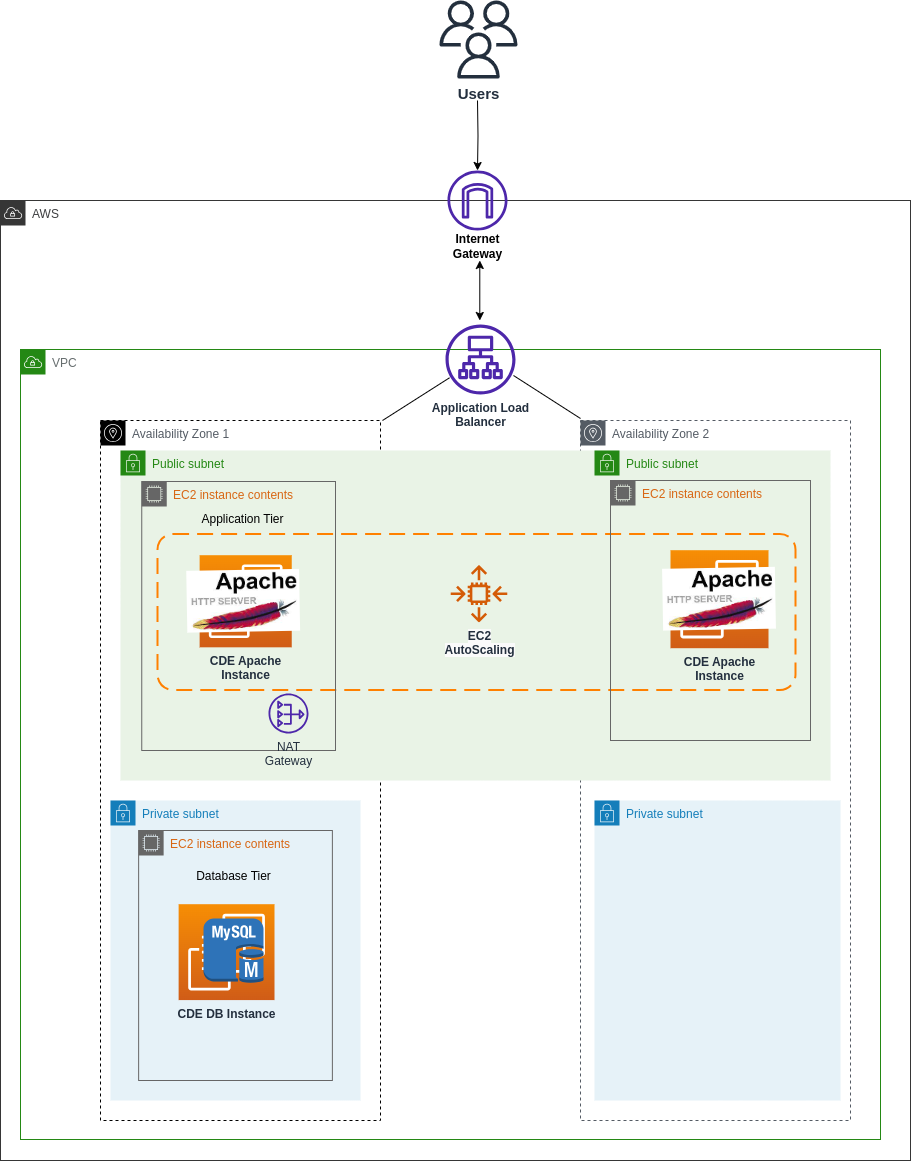 Users
AWS
Internet
Gateway
VPC
Application Load
Balancer
Availability Zone 1
Availability Zone 2
Public subnet
Public subnet
EC2 instance contents
EC2 instance contents
Application Tier
Apache
HTTP SERVER
CDE Apache
Instance
EC2
AutoScaling
Apache
HTTP SERVER
CDE Apache
Instance
NAT
Gateway
Private subnet
Private subnet
EC2 instance contents
Database Tier
MySQL
M
CDE DB Instance